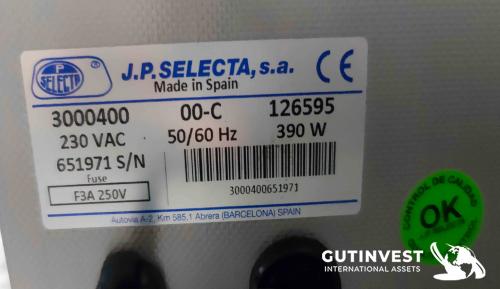 P
SELECTA
®
J.P. SELECTA, s.a.
Made in Spain
CE
3000400 00-C 126595
230 VAC 50/60 Hz 390 W
651971 S/N
Fuse
F3A 250V
3000400651971
Autovia A-2, Km 585.1 Abrera (BARCELONA) SPAIN
CONTROL DE CALIDAD
OK
GUTINVEST
INTERNATIONAL ASSETS